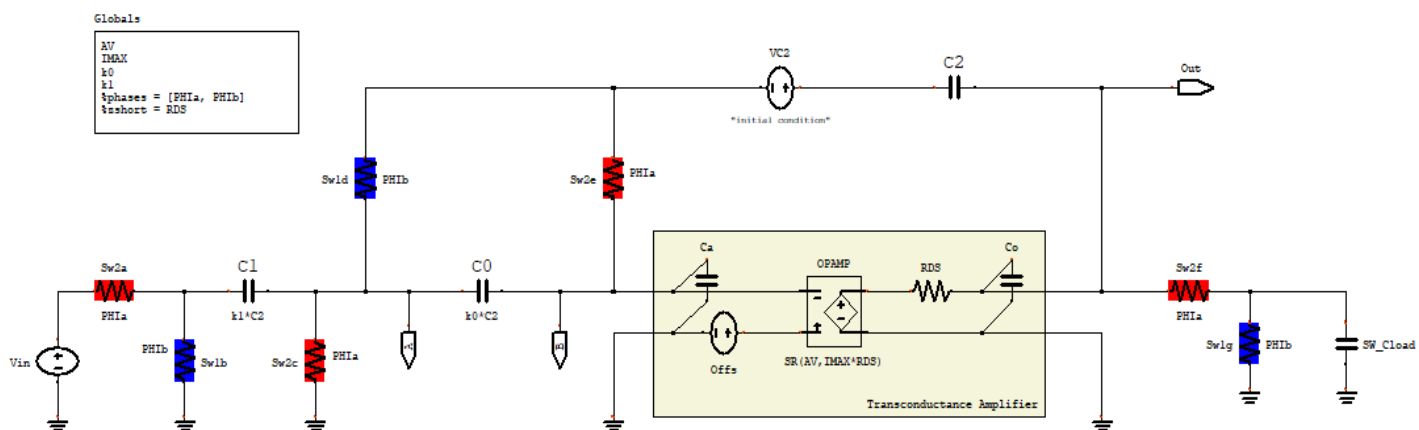 Globals
AV
IMAX
k0
k1
%phases = [PHIa, PHIb]
%zshort = RDS
VC2
C2
Out
"initial condition"
Sw1d
PHIb
Sw2e
PHIa
Ca
Co
OPAMP
RDS
Sw2a
PHIa
C1
k1*C2
C0
k0*C2
Sw2f
PHIa
Vin
PHIb
Sw1b
Sw2c
PHIa
A
B
Offs
SR(AV,IMAX*RDS)
Transconductance Amplifier
Sw1g
PHIb
SW_Cload